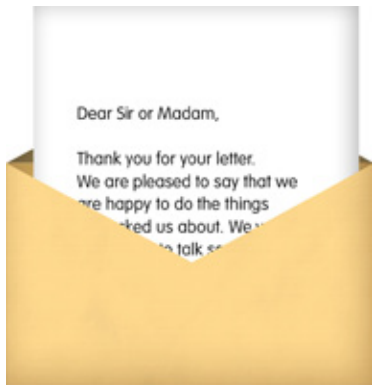 Dear Sir or Madam,
Thank you for your letter.
We are pleased to say that we
are happy to do the things
us about. We
to talk